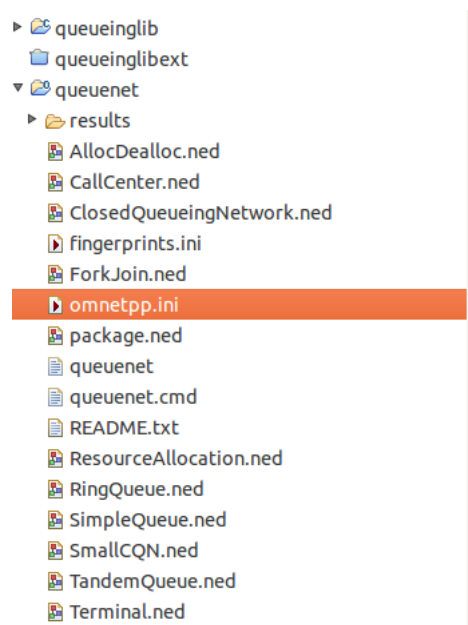 queueinglib
queueinglibext
queuenet
results
AllocDealloc.ned
CallCenter.ned
ClosedQueueingNetwork.ned
fingerprints.ini
ForkJoin.ned
omnetpp.ini
package.ned
queuenet
queuenet.cmd
README.txt
ResourceAllocation.ned
RingQueue.ned
SimpleQueue.ned
SmallCQN.ned
TandemQueue.ned
Terminal.ned